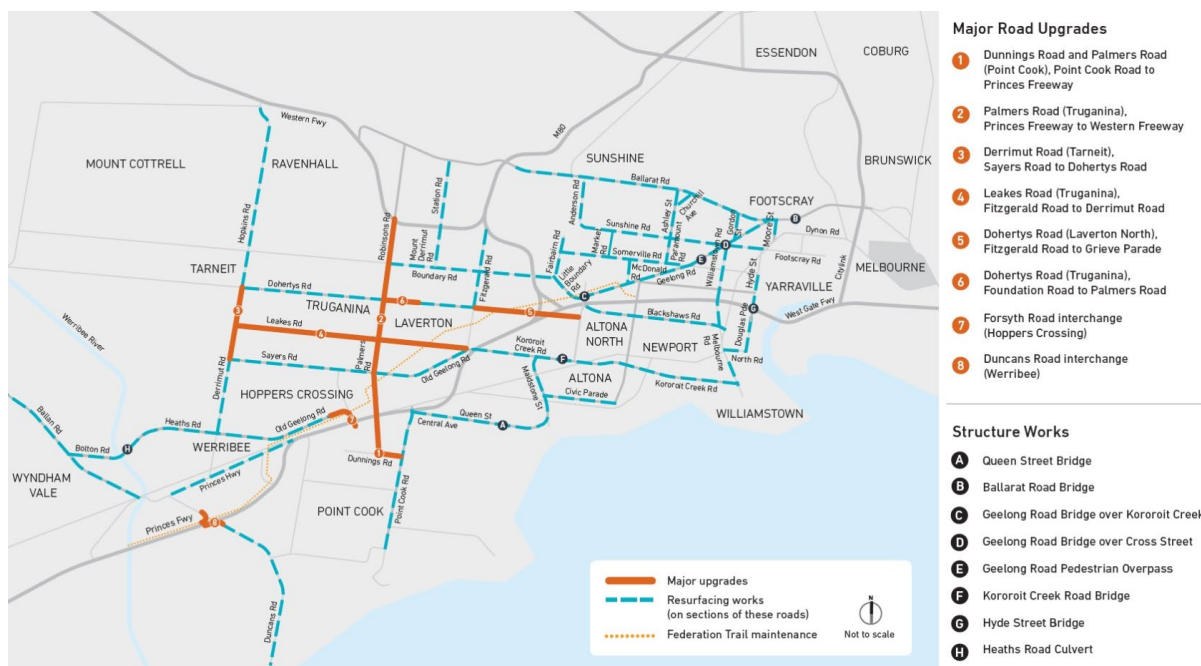 ESSENDON
COBURG
Western Fwy
M80
MOUNT COTTRELL
RAVENHALL
SUNSHINE
BRUNSWICK
Ballarat Rd
Station Rd
Anderson Rd
Ashley St
Churchill
Ave
FOOTSCRAY
Hopkins Rd
Robinsons Rd
Mount
Derrimut
Rd
Sunshine Rd
Market
Rd
Paramount
Rd
Gordon
St
Moore St
B
D
Dynon Rd
Fairbairn Rd
Somerville Rd
E
Footscray Rd
TARNEIT
Boundary Rd
Fitzgerald Rd
Little
Boundary
Rd
McDonald
Rd
Geelong Rd
Williamstown Rd
Hyde St
Citylink
MELBOURNE
Dohertys Rd
TRUGANINA
6
C
YARRAVILLE
Werribee River
3
2
LAVERTON
5
G
West Gate Fwy
Leakes Rd
4
ALTONA
NORTH
Blackshaws Rd
Douglas Pde
Sayers Rd
Palmers
Rd
Old Geelong Rd
Kororoit
Creek Rd
F
NEWPORT
Melbourne
Rd
North Rd
Derrimut Rd
HOPPERS CROSSING
Maidstone St
ALTONA
Civic Parade
Kororoit Creek Rd
WILLIAMSTOWN
Ballan Rd
Heaths Rd
Old Geelong Rd
7
Queen St
Central Ave
A
Bolton Rd
H
WERRIBEE
Dunnings Rd
1
WYNDHAM
VALE
Princes Hwy
Point Cook Rd
POINT COOK
Princes Fwy
8
Duncans Rd
Major upgrades
Resurfacing works
(on sections of these roads)
Federation Trail maintenance
N
Not to scale
Major Road Upgrades
1 Dunnings Road and Palmers Road
(Point Cook), Point Cook Road to
Princes Freeway
2 Palmers Road (Truganina),
Princes Freeway to Western Freeway
3 Derrimut Road (Tarneit),
Sayers Road to Dohertys Road
4 Leakes Road (Truganina),
Fitzgerald Road to Derrimut Road
5 Dohertys Road (Laverton North),
Fitzgerald Road to Grieve Parade
6 Dohertys Road (Truganina),
Foundation Road to Palmers Road
7 Forsyth Road interchange
(Hoppers Crossing)
8 Duncans Road interchange
(Werribee)
Structure Works
A Queen Street Bridge
B Ballarat Road Bridge
C Geelong Road Bridge over Kororoit Creek
D Geelong Road Bridge over Cross Street
E Geelong Road Pedestrian Overpass
F Kororoit Creek Road Bridge
G Hyde Street Bridge
H Heaths Road Culvert